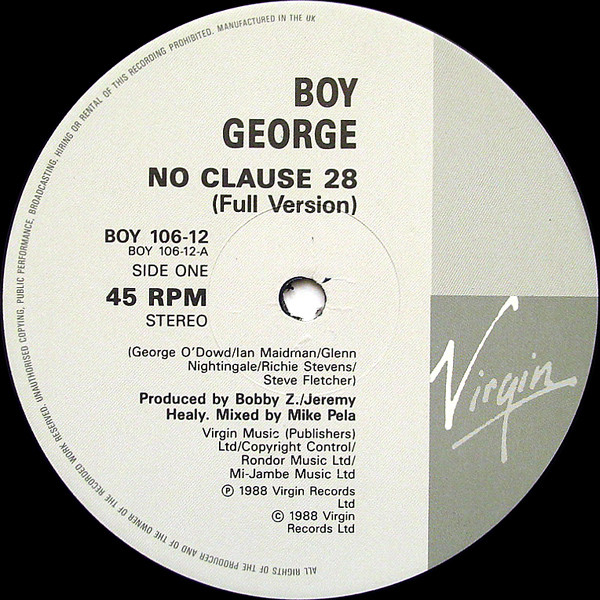 ALL RIGHTS OF THE PRODUCER AND OF THE OWNER OF THE RECORDED WORK RESERVED. UNAUTHORISED COPYING, PUBLIC PERFORMANCE, BROADCASTING, HIRING OR RENTAL OF THIS RECORDING PROHIBITED. MANUFACTURED IN THE UK
BOY
GEORGE
NO CLAUSE 28
(Full Version)
BOY 106-12
BOY 106-12-A
SIDE ONE
45 RPM
STEREO
(George O'Dowd/Ian Maidman/Glenn
Nightingale/Richie Stevens/
Steve Fletcher)
Produced by Bobby Z./Jeremy
Healy. Mixed by Mike Pela
Virgin Music (Publishers)
Ltd/Copyright Control/
Rondor Music Ltd/
Mi-Jambe Music Ltd
℗ 1988 Virgin Records
Ltd
© 1988 Virgin
Records Ltd
Virgin